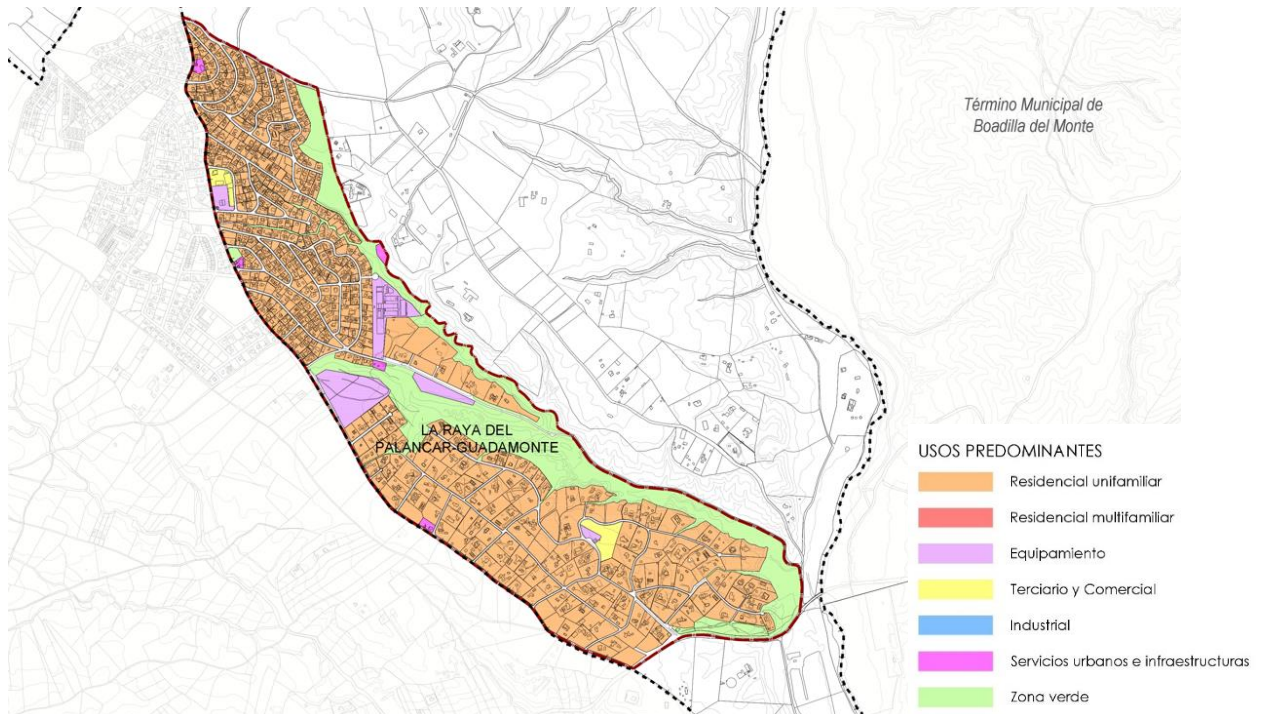 Término Municipal de
Boadilla del Monte
LA RAYA DEL
PALANCAR-GUADAMONTE
USOS PREDOMINANTES
Residencial unifamiliar
Residencial multifamiliar
Equipamiento
Terciario y Comercial
Industrial
Servicios urbanos e infraestructuras
Zona verde